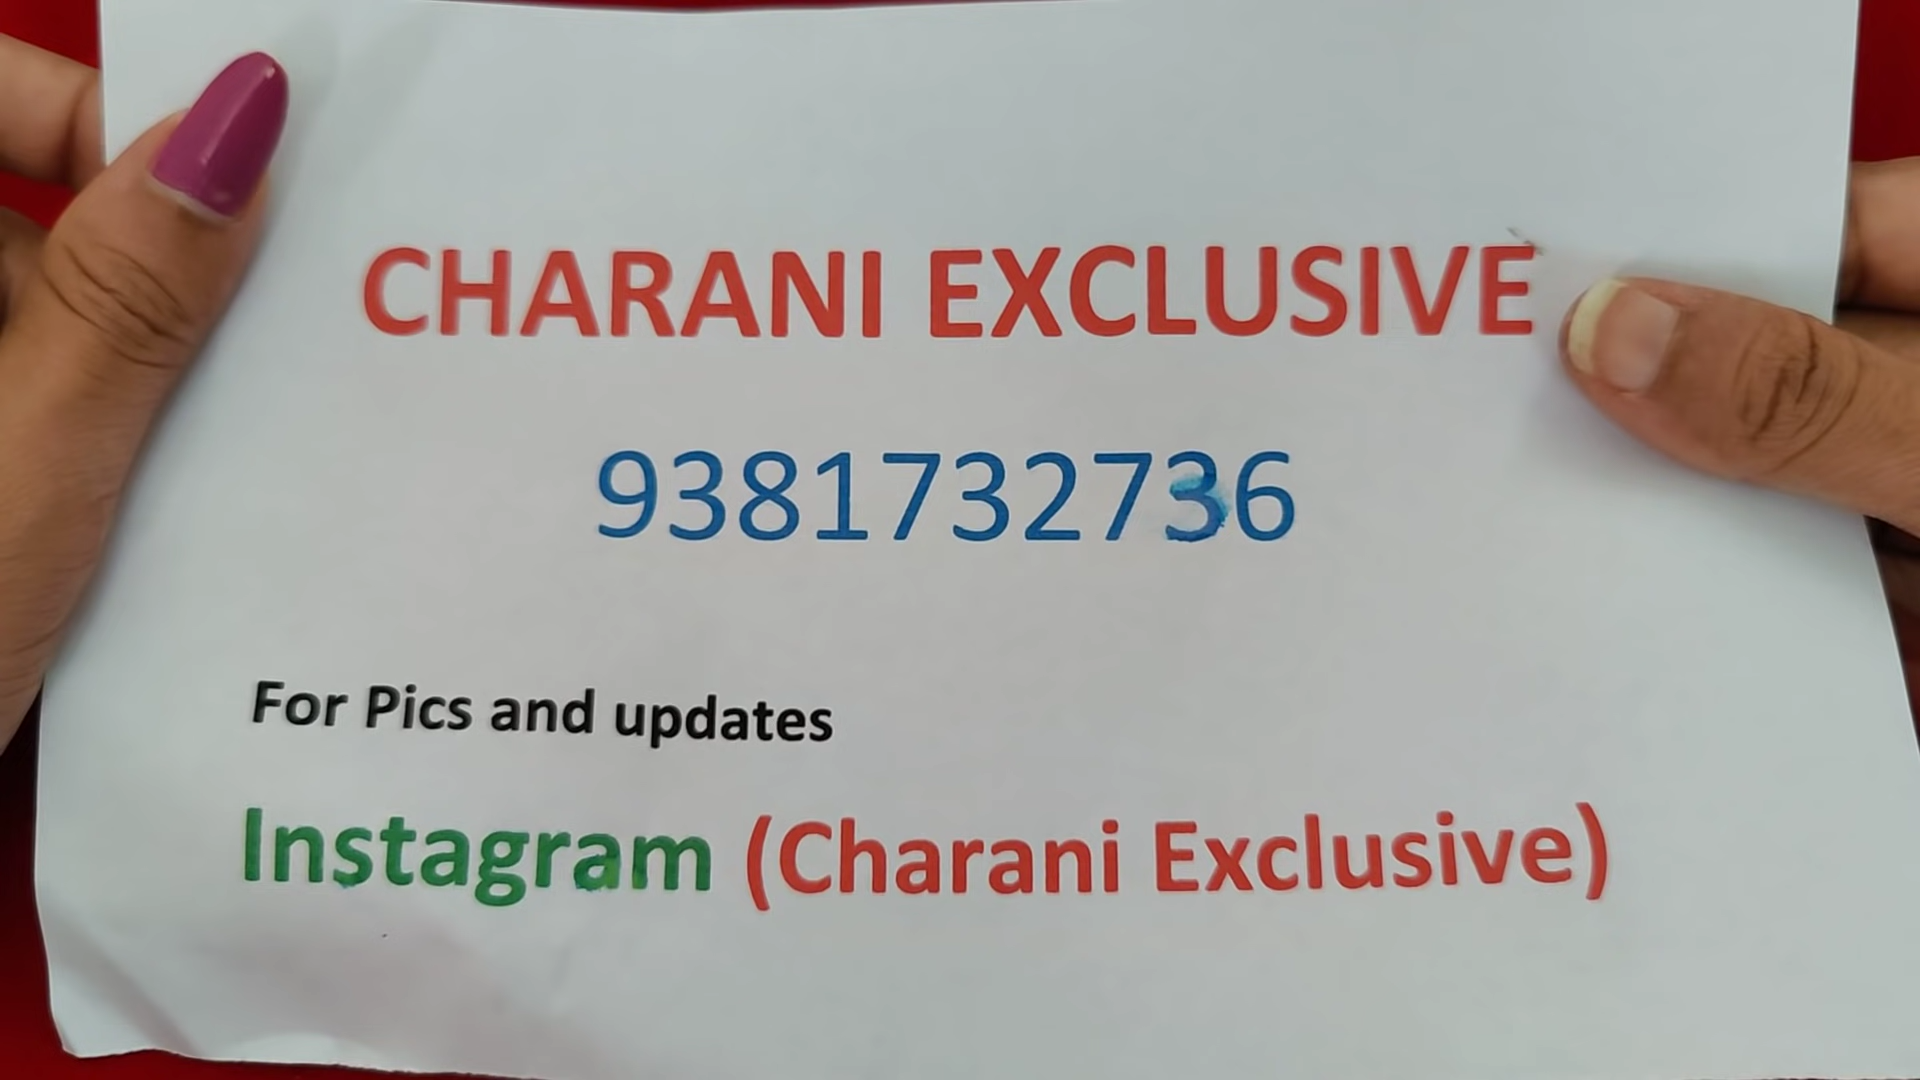 CHARANI EXCLUSIVE
9381732736
For Pics and updates
Instagram (Charani Exclusive)